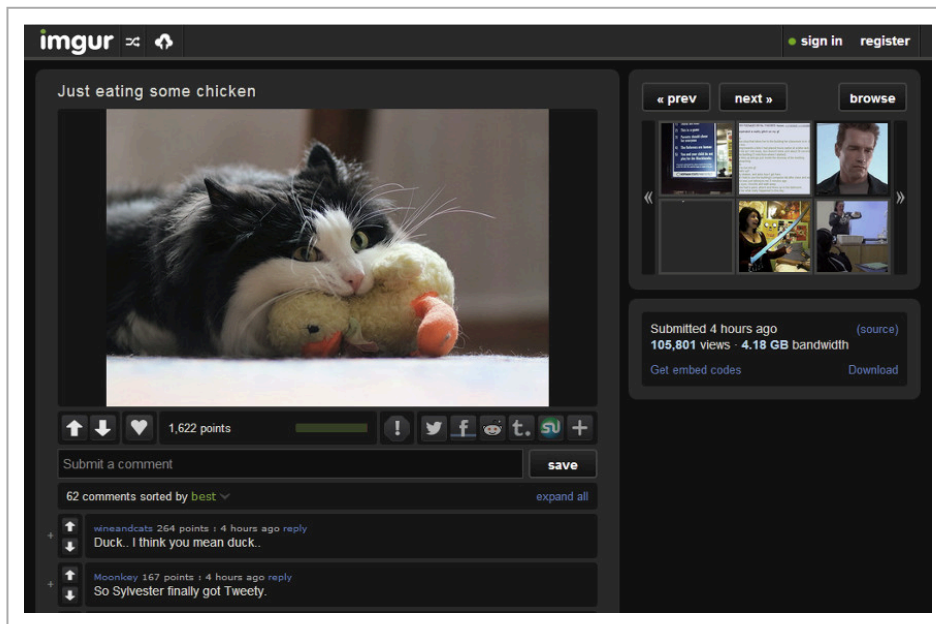 imgur
sign in register
Just eating some chicken
« prev next » browse
«
»
Submitted 4 hours ago (source)
105,801 views · 4.18 GB bandwidth
Get embed codes Download
1,622 points
Submit a comment save
62 comments sorted by best expand all
wineandcats 264 points : 4 hours ago reply
Duck.. I think you mean duck..
Moonkey 167 points : 4 hours ago reply
So Sylvester finally got Tweety.